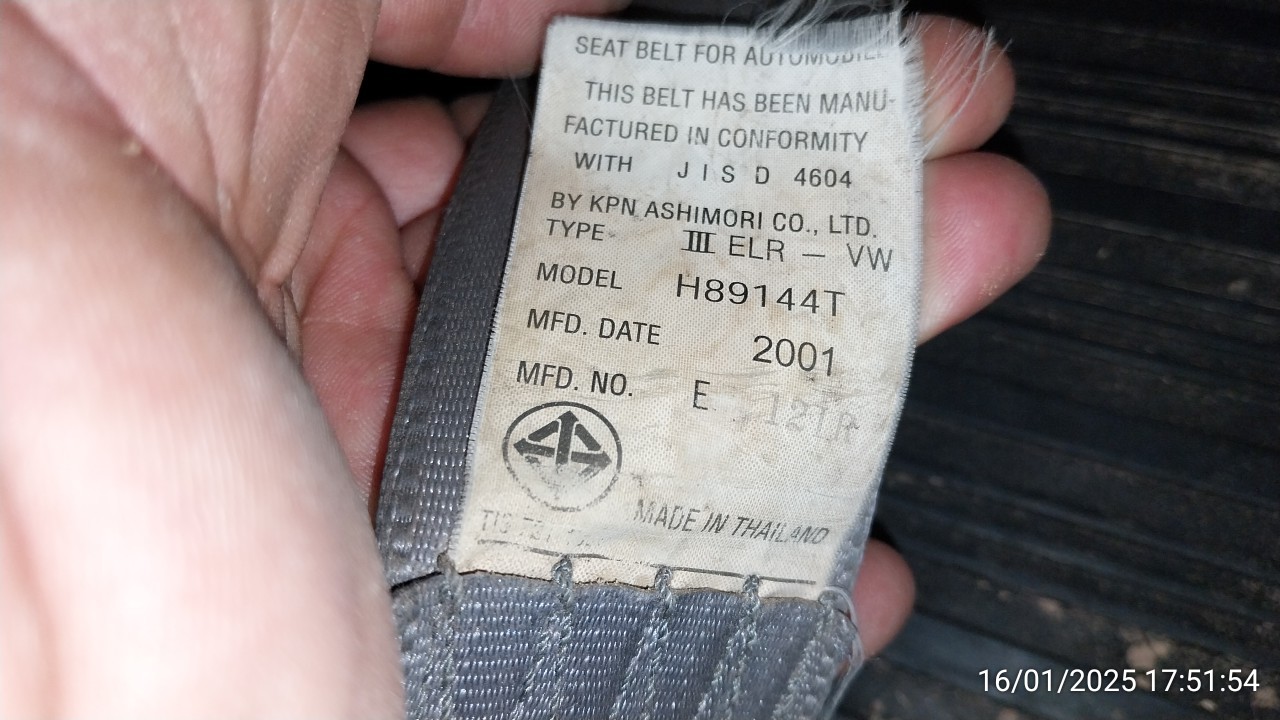 SEAT BELT FOR AUTOMOBILE
THIS BELT HAS BEEN MANU-
FACTURED IN CONFORMITY
WITH J I S D 4604
BY KPN ASHIMORI CO., LTD.
TYPE III ELR — VW
MODEL H89144T
MFD. DATE 2001
MFD. NO. E
MADE IN THAILAND
TIS
16/01/2025 17:51:54